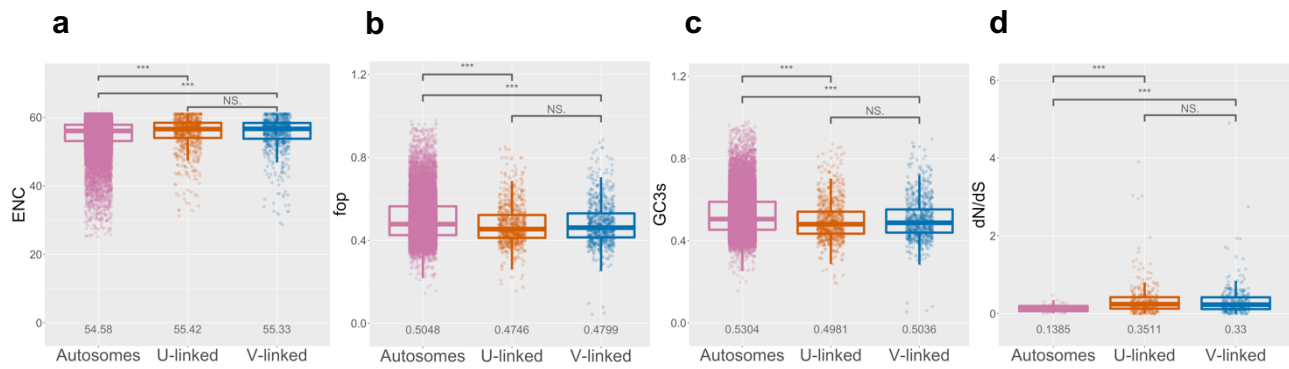 a
b
c
d
ENC
60
40
20
0
***
***
NS.
54.58
55.42
55.33
Autosomes
U-linked
V-linked
fop
1.2
0.8
0.4
0.0
***
***
NS.
0.5048
0.4746
0.4799
Autosomes
U-linked
V-linked
GC3s
1.2
0.8
0.4
0.0
***
***
NS.
0.5304
0.4981
0.5036
Autosomes
U-linked
V-linked
dN/dS
6
4
2
0
***
***
NS.
0.1385
0.3511
0.33
Autosomes
U-linked
V-linked